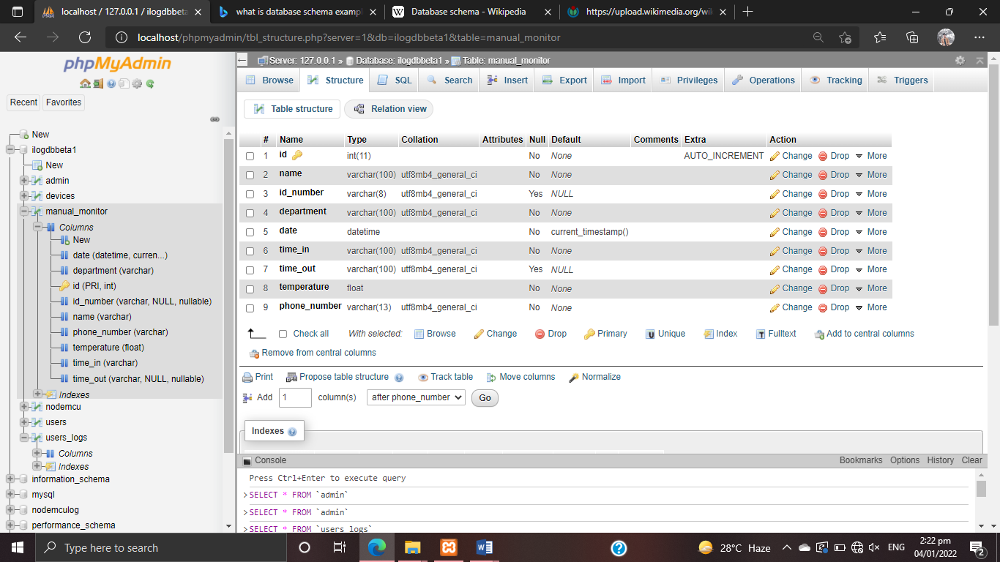 localhost / 127.0.0.1 / ilogdbbeta
what is database schema exampl
Database schema - Wikipedia
https://upload.wikimedia.org/wi
localhost/phpmyadmin/tbl_structure.php?server=1&db=ilogdbbeta1&table=manual_monitor
phpMyAdmin
Recent Favorites
New
ilogdbbeta1
New
admin
devices
manual_monitor
Columns
New
date (datetime, curren...)
department (varchar)
id (PRI, int)
id_number (varchar, NULL, nullable)
name (varchar)
phone_number (varchar)
temperature (float)
time_in (varchar)
time_out (varchar, NULL, nullable)
Indexes
nodemcu
users
users_logs
Columns
Indexes
information_schema
mysql
nodemculog
performance_schema
Server: 127.0.0.1 » Database: ilogdbbeta1 » Table: manual_monitor
Browse Structure SQL Search Insert Export Import Privileges Operations Tracking Triggers
Table structure Relation view
# Name Type Collation Attributes Null Default Comments Extra Action
1 id int(11) No None AUTO_INCREMENT Change Drop More
2 name varchar(100) utf8mb4_general_ci No None Change Drop More
3 id_number varchar(8) utf8mb4_general_ci Yes NULL Change Drop More
4 department varchar(100) utf8mb4_general_ci No None Change Drop More
5 date datetime No current_timestamp() Change Drop More
6 time_in varchar(100) utf8mb4_general_ci No None Change Drop More
7 time_out varchar(100) utf8mb4_general_ci Yes NULL Change Drop More
8 temperature float No None Change Drop More
9 phone_number varchar(13) utf8mb4_general_ci No None Change Drop More
Check all With selected: Browse Change Drop Primary Unique Index Fulltext Add to central columns
Remove from central columns
Print Propose table structure Track table Move columns Normalize
Add 1 column(s) after phone_number Go
Indexes
Console Bookmarks Options History Clear
Press Ctrl+Enter to execute query
>SELECT * FROM `admin`
>SELECT * FROM `admin`
>SELECT * FROM `users_logs`
Type here to search
28°C Haze
ENG
2:22 pm
04/01/2022
2